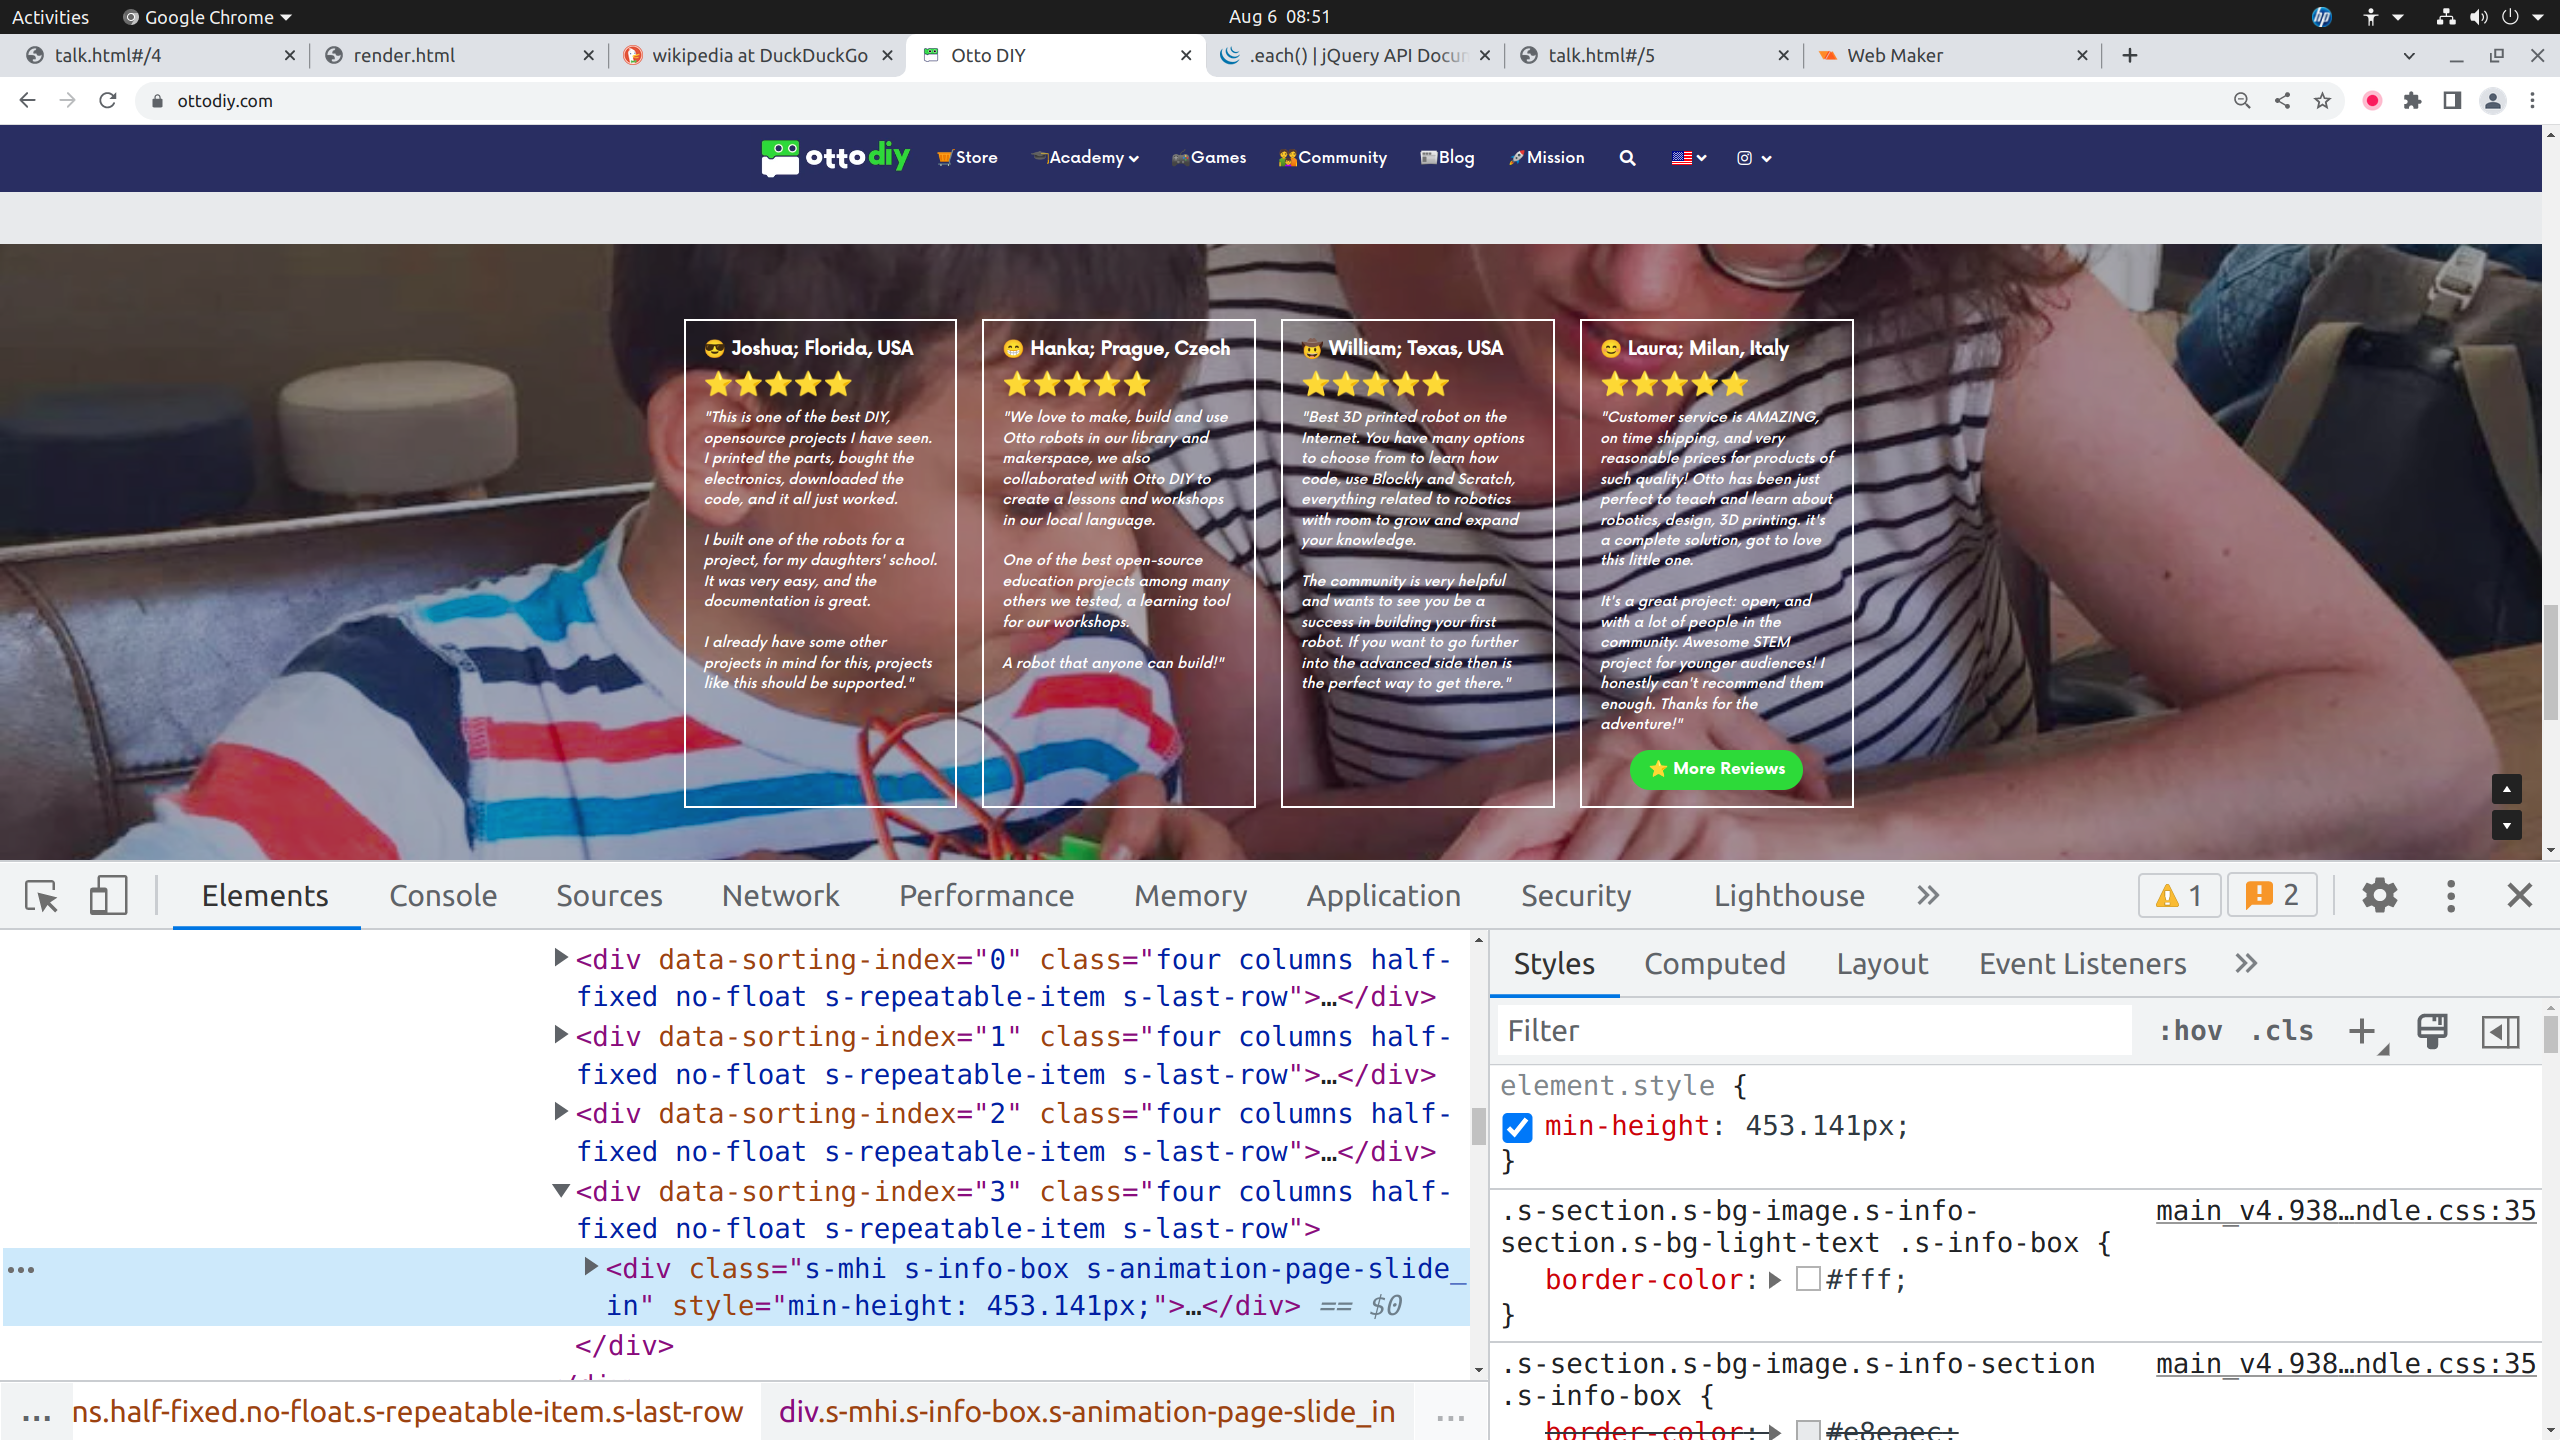 Activities Google Chrome Aug 6 08:51 hp
talk.html#/4 render.html wikipedia at DuckDuckGo Otto DIY .each() | jQuery API Docum talk.html#/5 Web Maker
ottodiy.com
otto diy Store Academy Games Community Blog Mission
Joshua; Florida, USA
"This is one of the best DIY,
opensource projects I have seen.
I printed the parts, bought the
electronics, downloaded the
code, and it all just worked.
I built one of the robots for a
project, for my daughters' school.
It was very easy, and the
documentation is great.
I already have some other
projects in mind for this, projects
like this should be supported."
Hanka; Prague, Czech
"We love to make, build and use
Otto robots in our library and
makerspace, we also
collaborated with Otto DIY to
create a lessons and workshops
in our local language.
One of the best open-source
education projects among many
others we tested, a learning tool
for our workshops.
A robot that anyone can build!"
William; Texas, USA
"Best 3D printed robot on the
Internet. You have many options
to choose from to learn how
code, use Blockly and Scratch,
everything related to robotics
with room to grow and expand
your knowledge.
The community is very helpful
and wants to see you be a
success in building your first
robot. If you want to go further
into the advanced side then is
the perfect way to get there."
Laura; Milan, Italy
"Customer service is AMAZING,
on time shipping, and very
reasonable prices for products of
such quality! Otto has been just
perfect to teach and learn about
robotics, design, 3D printing. it's
a complete solution, got to love
this little one.
It's a great project: open, and
with a lot of people in the
community. Awesome STEM
project for younger audiences! I
honestly can't recommend them
enough. Thanks for the
adventure!"
More Reviews
Elements Console Sources Network Performance Memory Application Security Lighthouse 1 2
<div data-sorting-index="0" class="four columns half-
fixed no-float s-repeatable-item s-last-row">…</div>
<div data-sorting-index="1" class="four columns half-
fixed no-float s-repeatable-item s-last-row">…</div>
<div data-sorting-index="2" class="four columns half-
fixed no-float s-repeatable-item s-last-row">…</div>
<div data-sorting-index="3" class="four columns half-
fixed no-float s-repeatable-item s-last-row">
<div class="s-mhi s-info-box s-animation-page-slide_
in" style="min-height: 453.141px;">…</div> == $0
</div>
... ns.half-fixed.no-float.s-repeatable-item.s-last-row div.s-mhi.s-info-box.s-animation-page-slide_in ...
Styles Computed Layout Event Listeners
Filter :hov .cls
element.style {
min-height: 453.141px;
}
.s-section.s-bg-image.s-info- main_v4.938…ndle.css:35
section.s-bg-light-text .s-info-box {
border-color: #fff;
}
.s-section.s-bg-image.s-info-section main_v4.938…ndle.css:35
.s-info-box {
border-color: #e8eaec;